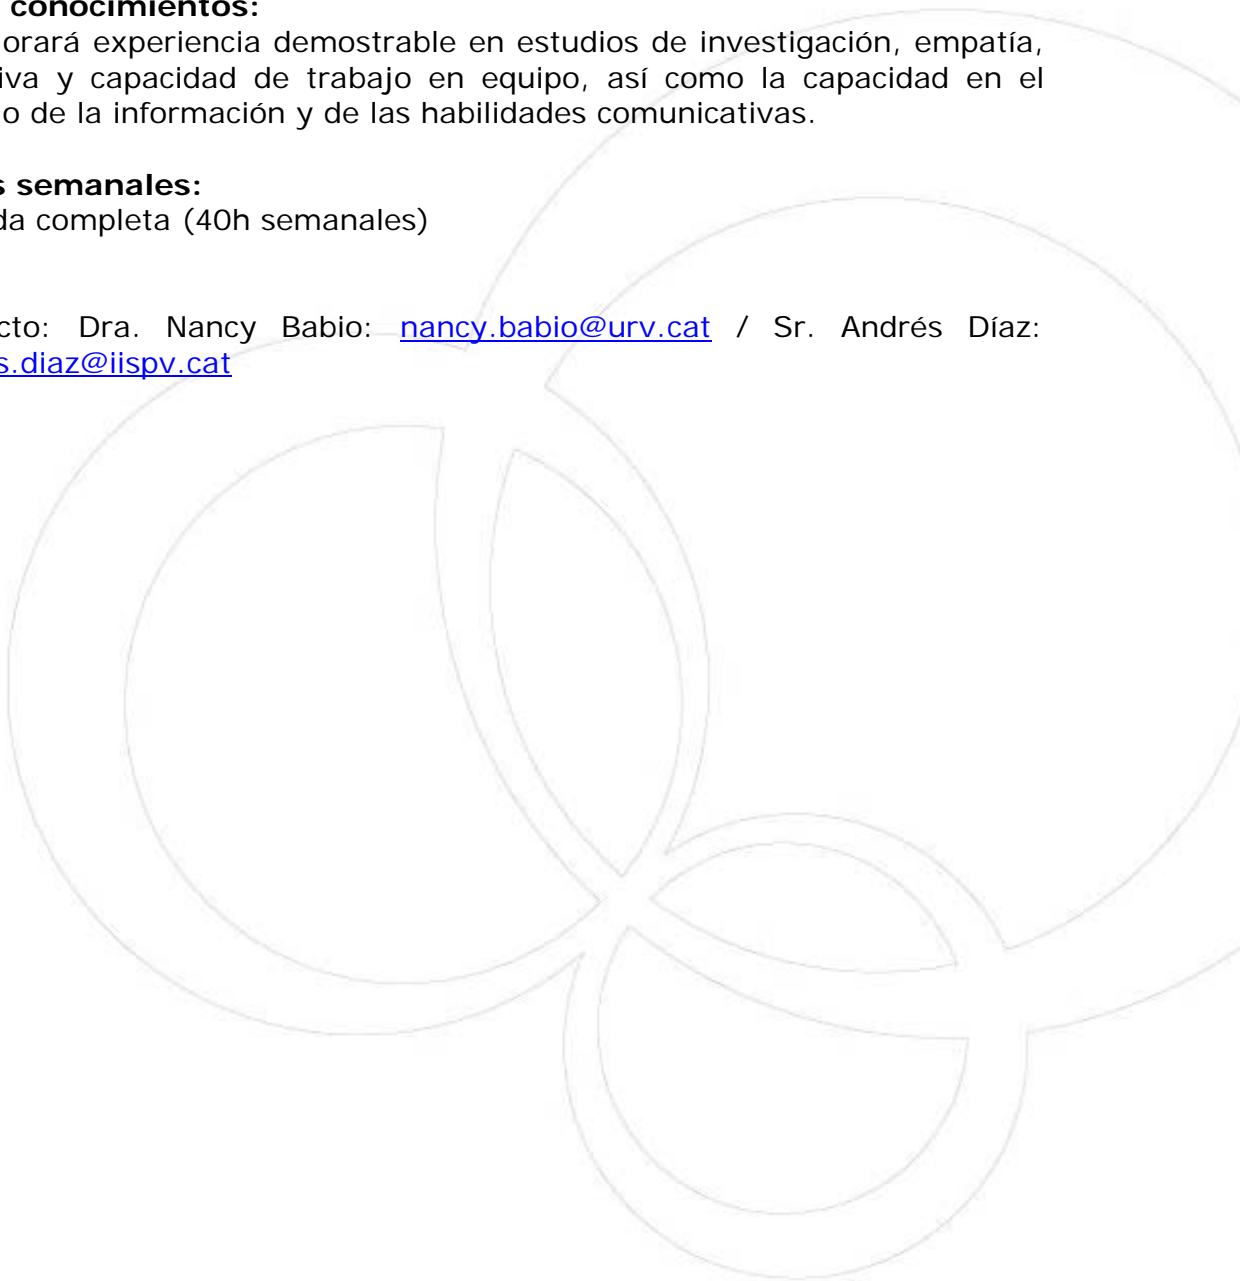 conocimientos:
orará experiencia demostrable en estudios de investigación, empatía,
iva y capacidad de trabajo en equipo, así como la capacidad en el
o de la información y de las habilidades comunicativas.
s semanales:
da completa (40h semanales)
cto: Dra. Nancy Babio: nancy.babio@urv.cat / Sr. Andrés Díaz:
s.diaz@iispv.cat